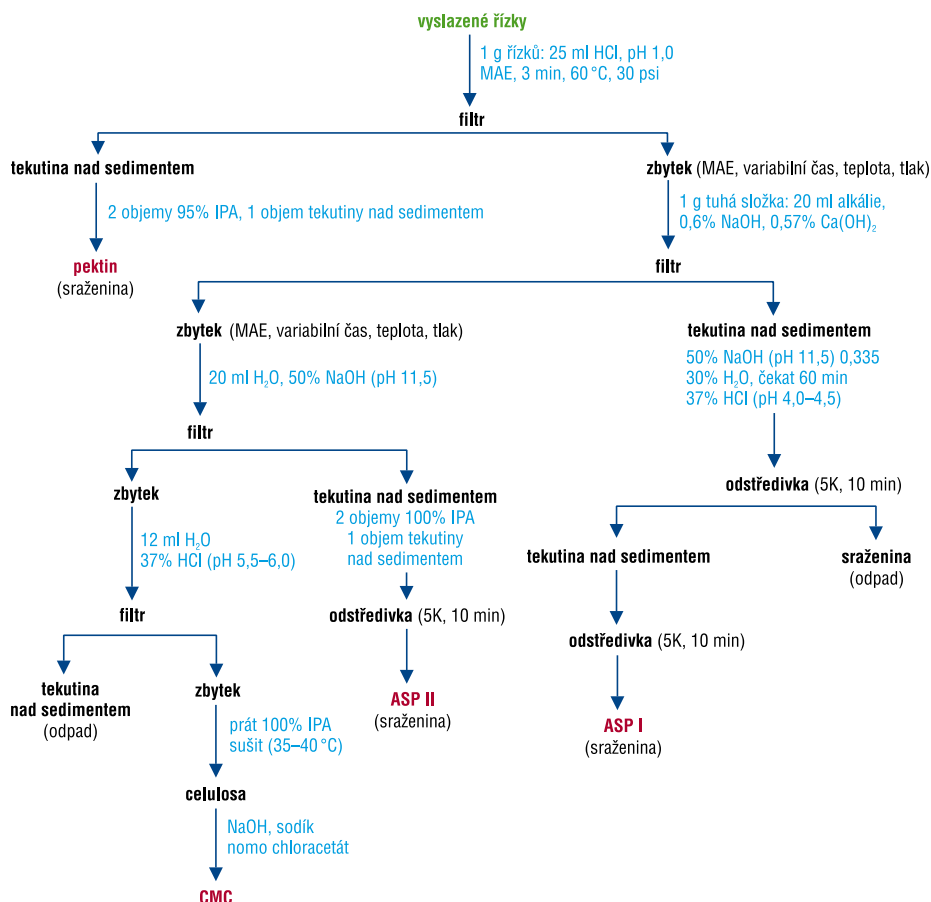 vyslazené řízky
1 g řízků: 25 ml HCl, pH 1,0
MAE, 3 min, 60 °C, 30 psi
filtr
tekutina nad sedimentem
zbytek (MAE, variabilní čas, teplota, tlak)
2 objemy 95% IPA, 1 objem tekutiny nad sedimentem
1 g tuhá složka: 20 ml alkálie,
0,6% NaOH, 0,57% Ca(OH)₂
pektin
(sraženina)
filtr
zbytek (MAE, variabilní čas, teplota, tlak)
tekutina nad sedimentem
20 ml H₂O, 50% NaOH (pH 11,5)
50% NaOH (pH 11,5) 0,335
30% H₂O, čekat 60 min
37% HCl (pH 4,0–4,5)
filtr
odstředivka (5K, 10 min)
zbytek
tekutina nad sedimentem
2 objemy 100% IPA
1 objem tekutiny
nad sedimentem
12 ml H₂O
37% HCl (pH 5,5–6,0)
tekutina nad sedimentem
sraženina
(odpad)
filtr
odstředivka (5K, 10 min)
odstředivka (5K, 10 min)
tekutina
nad sedimentem
(odpad)
zbytek
ASP II
(sraženina)
ASP I
(sraženina)
prát 100% IPA
sušit (35–40 °C)
celulosa
NaOH, sodík
nomo chloracetát
CMC